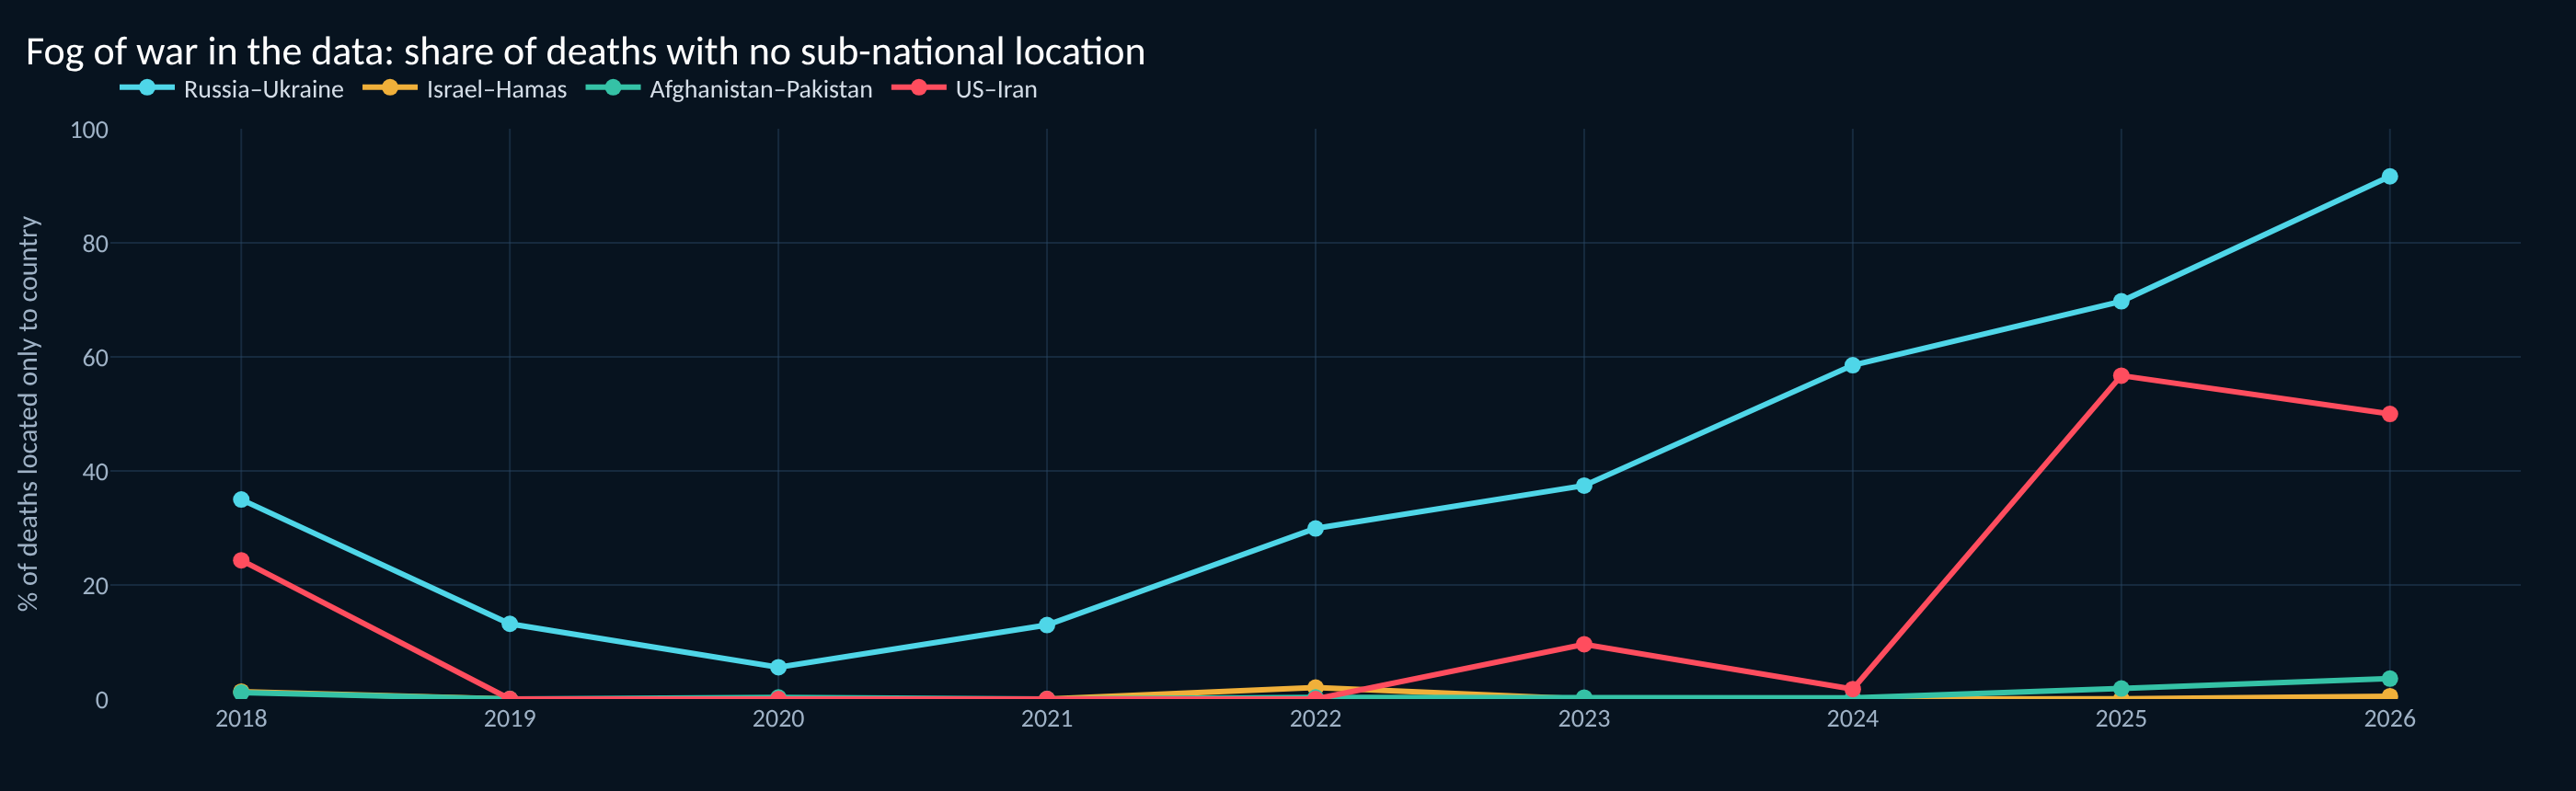 Fog of war in the data: share of deaths with no sub-national location
Russia–Ukraine Israel–Hamas Afghanistan–Pakistan US–Iran
% of deaths located only to country
100
80
60
40
20
0
2018 2019 2020 2021 2022 2023 2024 2025 2026